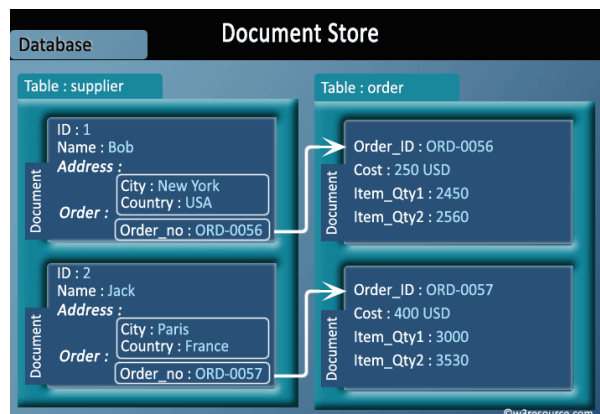 Document Store
Database
Table : supplier
Document
ID : 1
Name : Bob
Address :
City : New York
Country : USA
Order :
Order_no : ORD-0056
Document
ID : 2
Name : Jack
Address :
City : Paris
Country : France
Order :
Order_no : ORD-0057
Table : order
Document
Order_ID : ORD-0056
Cost : 250 USD
Item_Qty1 : 2450
Item_Qty2 : 2560
Document
Order_ID : ORD-0057
Cost : 400 USD
Item_Qty1 : 3000
Item_Qty2 : 3530
©w3resource.com